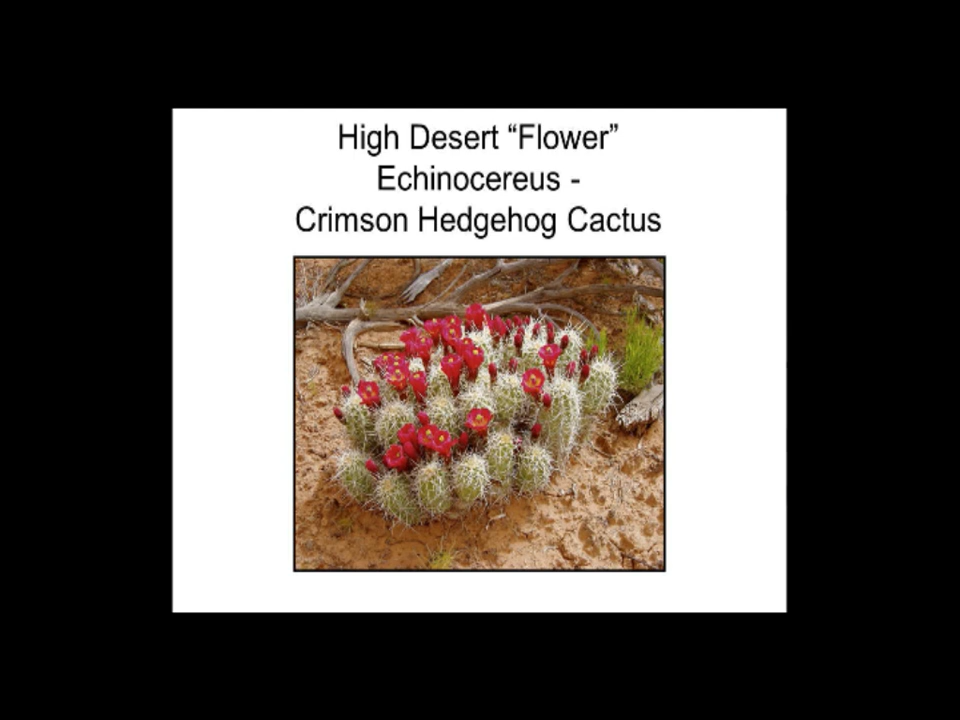 High Desert “Flower”
Echinocereus -
Crimson Hedgehog Cactus